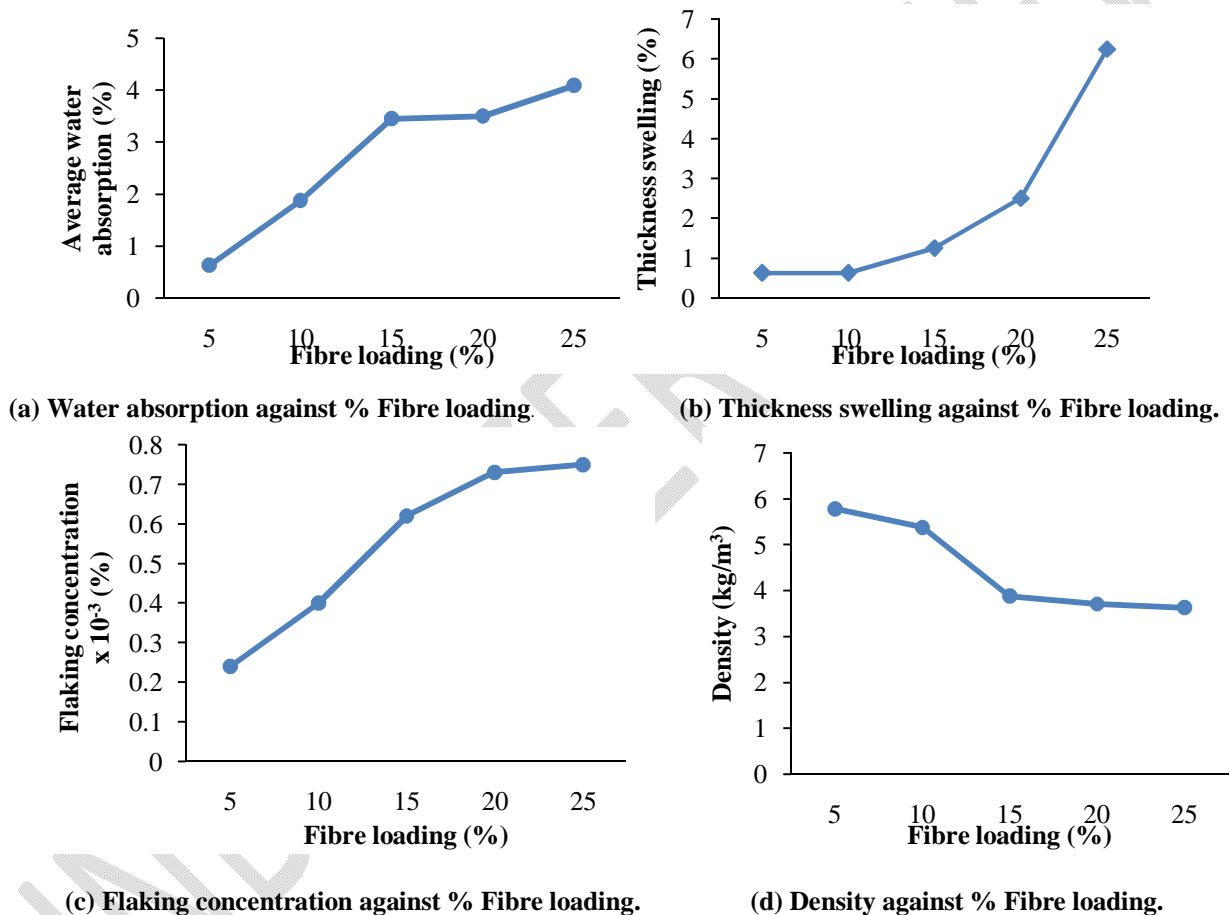 Average water
absorption (%)
5
4
3
2
1
0
5 10 15 20 25
Fibre loading (%)
(a) Water absorption against % Fibre loading.
Thickness swelling (%)
7
6
5
4
3
2
1
0
5 10 15 20 25
Fibre loading (%)
(b) Thickness swelling against % Fibre loading.
Flaking concentration
x 10⁻³ (%)
0.8
0.7
0.6
0.5
0.4
0.3
0.2
0.1
0
5 10 15 20 25
Fibre loading (%)
(c) Flaking concentration against % Fibre loading.
Density (kg/m³)
7
6
5
4
3
2
1
0
5 10 15 20 25
Fibre loading (%)
(d) Density against % Fibre loading.